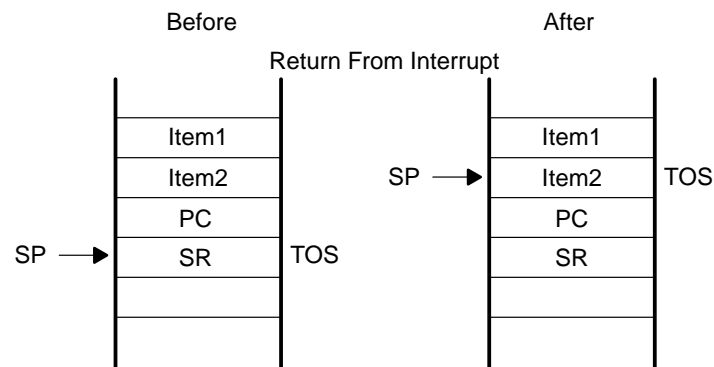 Before
After
Return From Interrupt
Item1
Item2
PC
SR
SP
TOS
Item1
Item2
PC
SR
SP
TOS